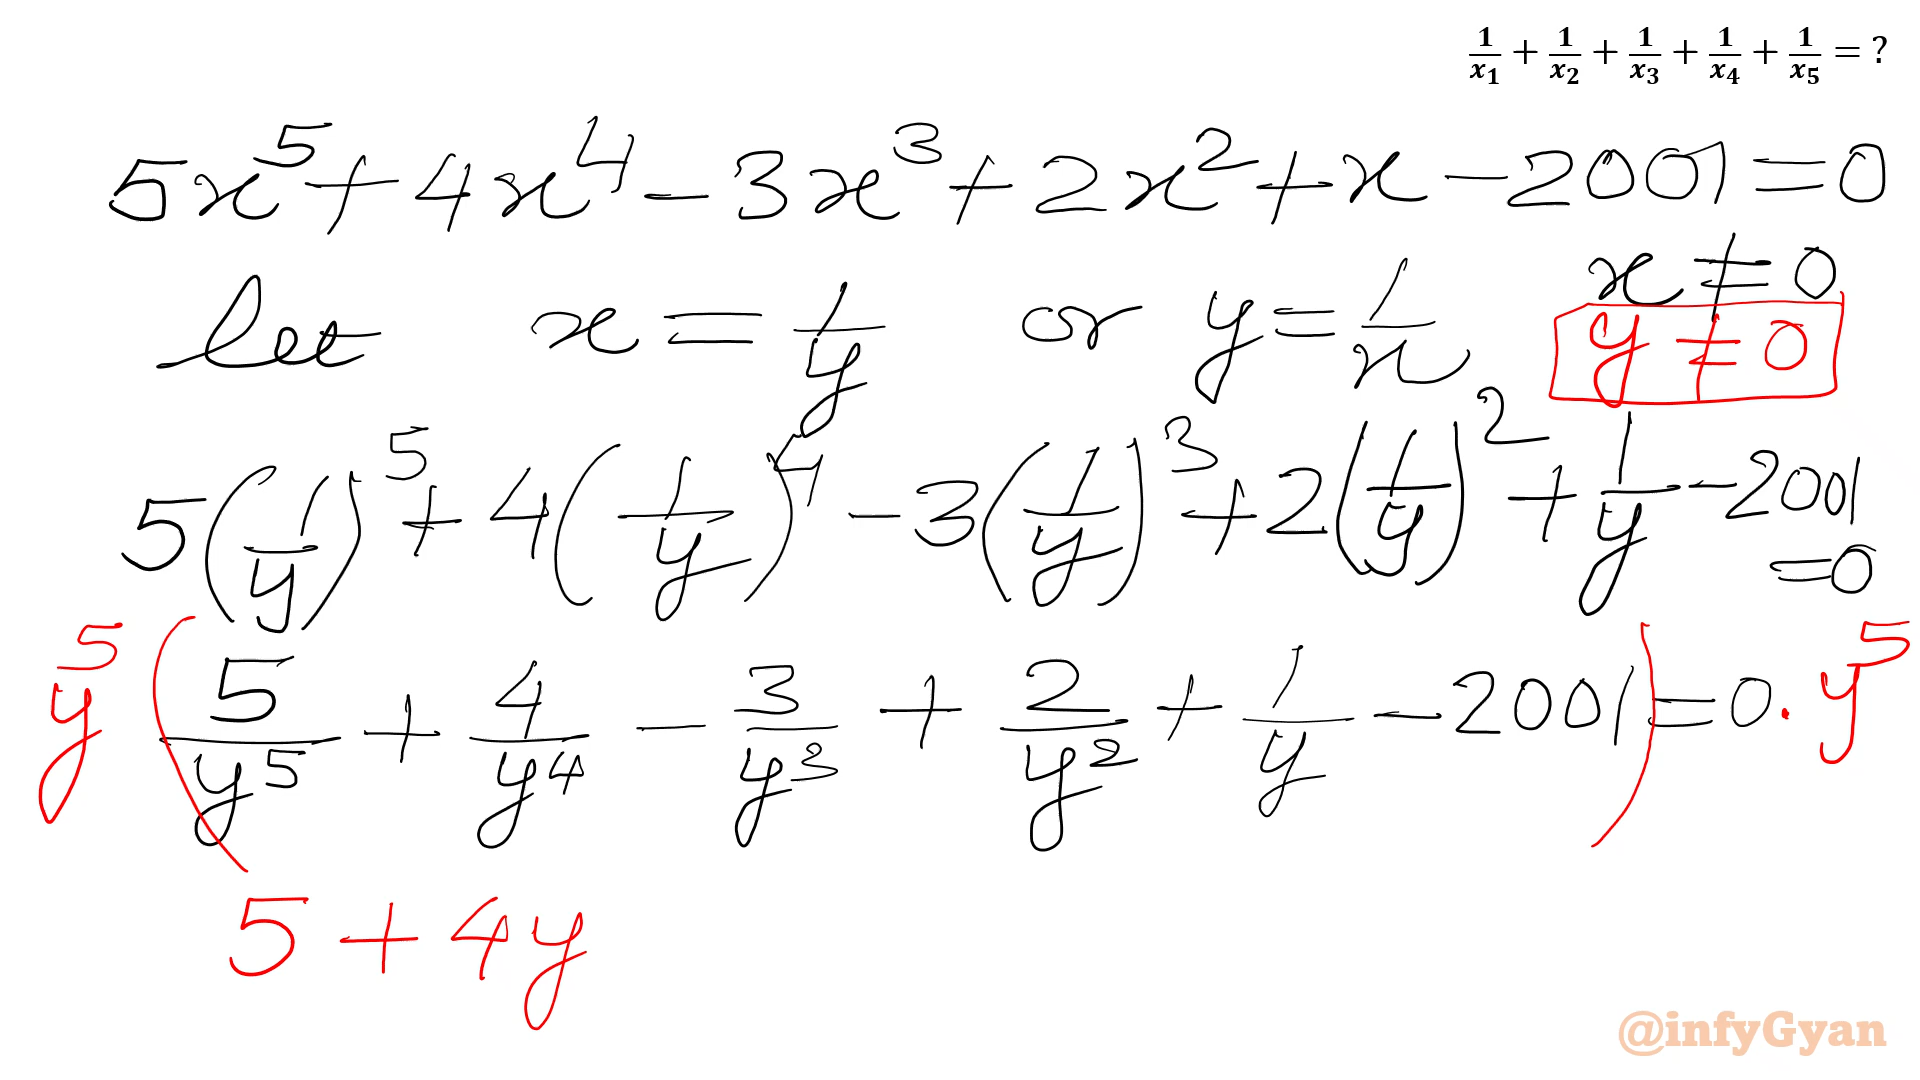 1/x₁ + 1/x₂ + 1/x₃ + 1/x₄ + 1/x₅ = ?
5x⁵ + 4x⁴ − 3x³ + 2x² + x − 2001 = 0
x ≠ 0
let x = 1/y or y = 1/x
y ≠ 0
5(1/y)⁵ + 4(1/y)⁴ − 3(1/y)³ + 2(1/y)² + 1/y − 2001
= 0
y⁵(5/y⁵ + 4/y⁴ − 3/y³ + 2/y² + 1/y − 2001) = 0 · y⁵
5 + 4y
@infyGyan